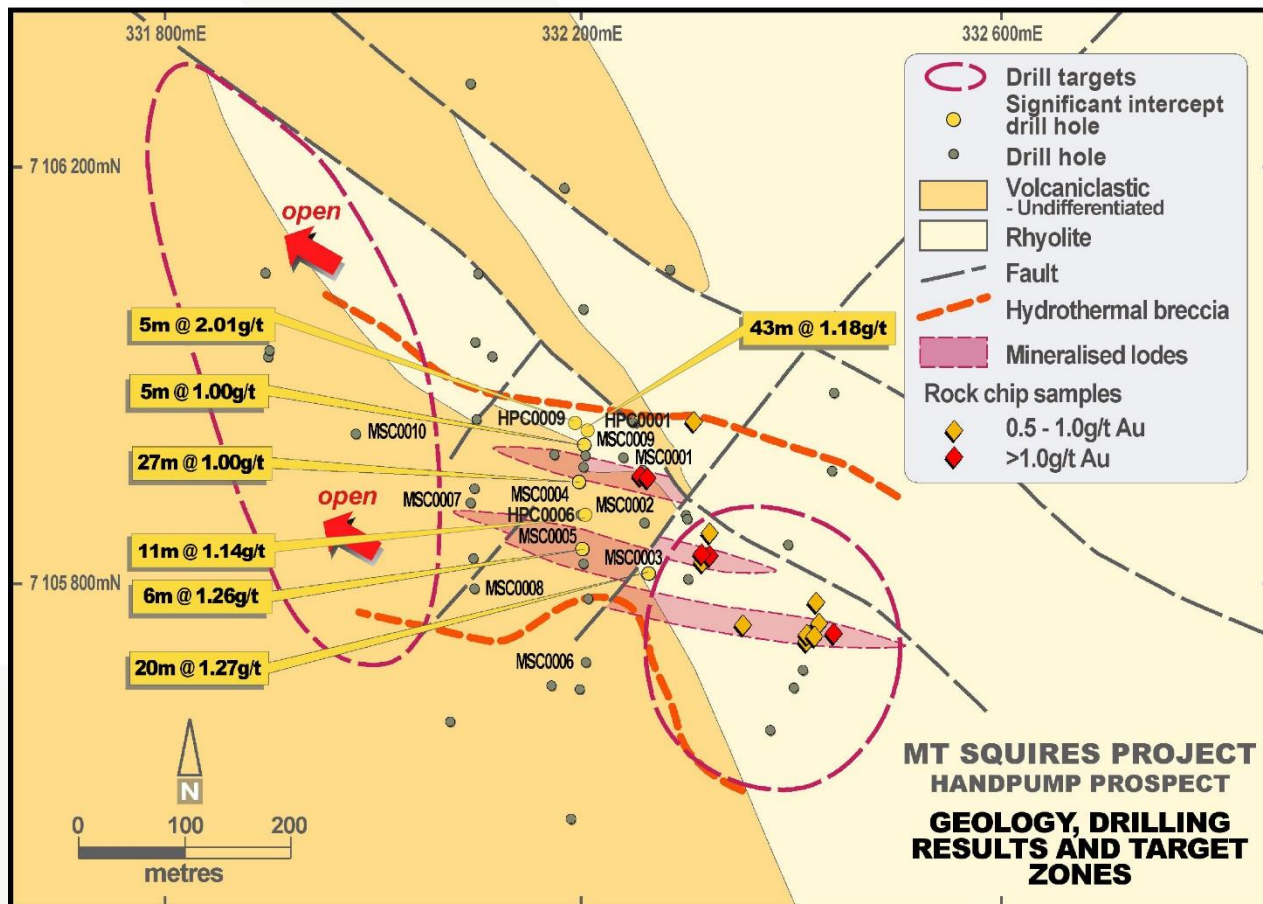 331 800mE
332 200mE
332 600mE
7 106 200mN
7 105 800mN
Drill targets
Significant intercept
drill hole
Drill hole
Volcaniclastic
- Undifferentiated
Rhyolite
Fault
Hydrothermal breccia
Mineralised lodes
Rock chip samples
0.5 - 1.0g/t Au
>1.0g/t Au
open
open
5m @ 2.01g/t
43m @ 1.18g/t
5m @ 1.00g/t
27m @ 1.00g/t
11m @ 1.14g/t
6m @ 1.26g/t
20m @ 1.27g/t
HPC0009
HPC0001
MSC0010
MSC0009
MSC0001
MSC0004
MSC0007
MSC0002
HPC0006
MSC0005
MSC0003
MSC0008
MSC0006
N
0 100 200
metres
MT SQUIRES PROJECT
HANDPUMP PROSPECT
GEOLOGY, DRILLING
RESULTS AND TARGET
ZONES